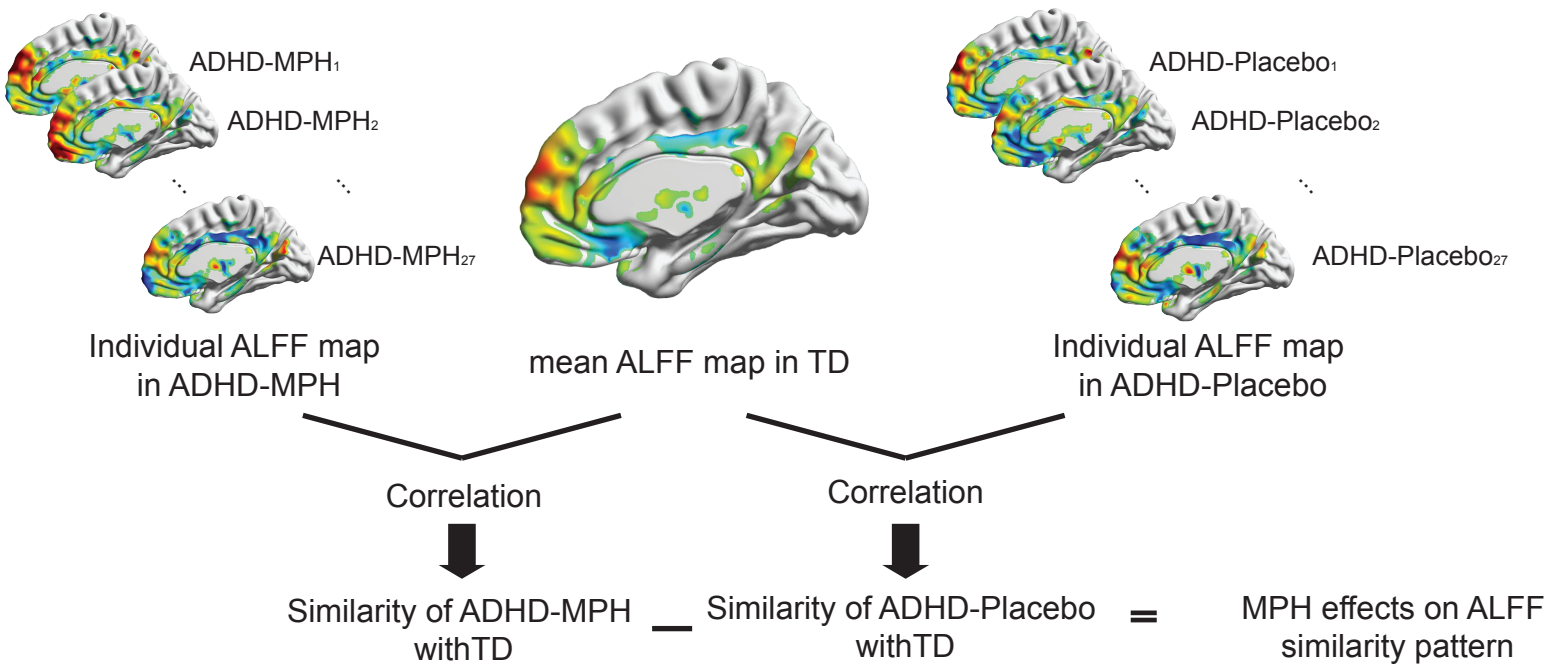 ADHD-MPH1
ADHD-MPH2
ADHD-MPH27
Individual ALFF map
in ADHD-MPH
mean ALFF map in TD
ADHD-Placebo1
ADHD-Placebo2
ADHD-Placebo27
Individual ALFF map
in ADHD-Placebo
Correlation
Correlation
Similarity of ADHD-MPH
withTD
—
Similarity of ADHD-Placebo
withTD
=
MPH effects on ALFF
similarity pattern